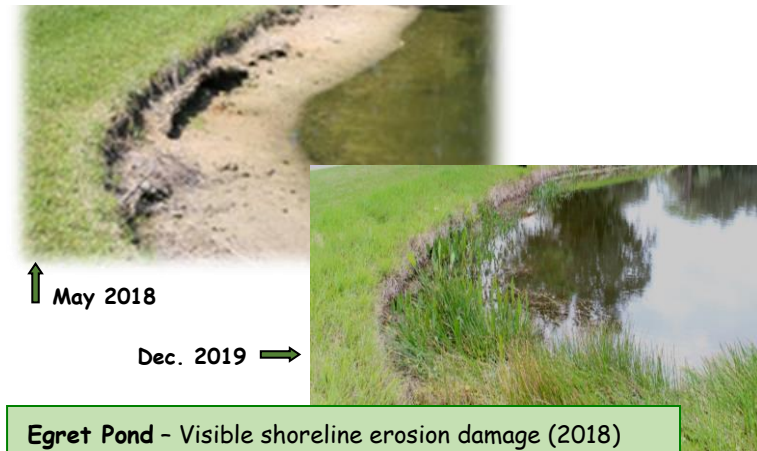 May 2018
Dec. 2019
Egret Pond – Visible shoreline erosion damage (2018)